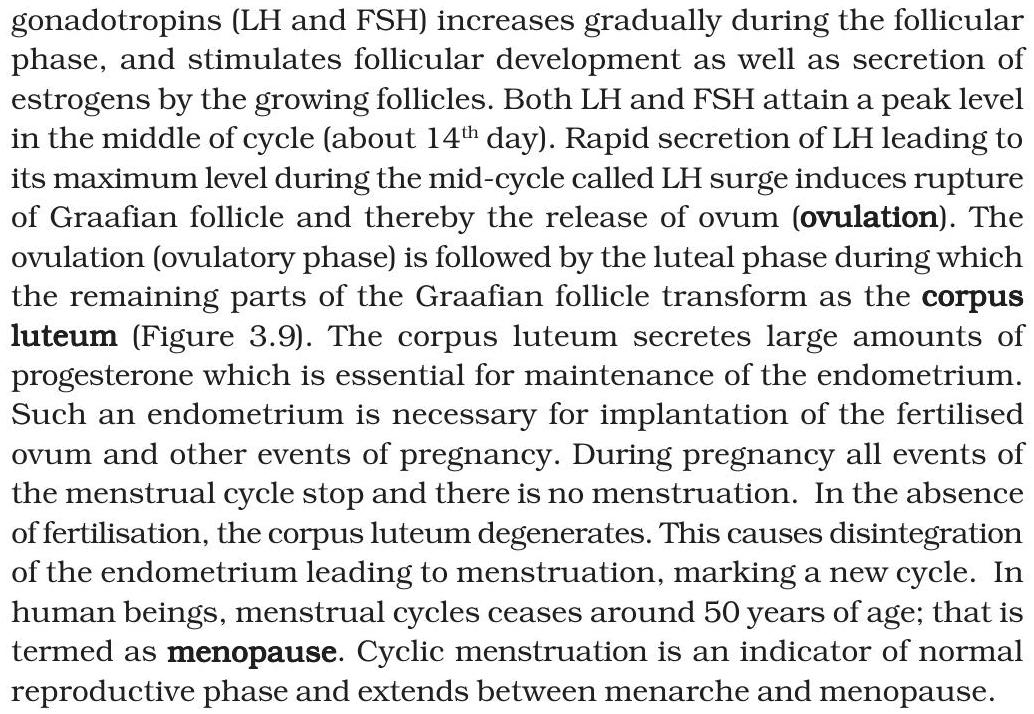 gonadotropins (LH and FSH) increases gradually during the follicular
phase, and stimulates follicular development as well as secretion of
estrogens by the growing follicles. Both LH and FSH attain a peak level
in the middle of cycle (about 14th day). Rapid secretion of LH leading to
its maximum level during the mid-cycle called LH surge induces rupture
of Graafian follicle and thereby the release of ovum (ovulation). The
ovulation (ovulatory phase) is followed by the luteal phase during which
the remaining parts of the Graafian follicle transform as the corpus
luteum (Figure 3.9). The corpus luteum secretes large amounts of
progesterone which is essential for maintenance of the endometrium.
Such an endometrium is necessary for implantation of the fertilised
ovum and other events of pregnancy. During pregnancy all events of
the menstrual cycle stop and there is no menstruation. In the absence
of fertilisation, the corpus luteum degenerates. This causes disintegration
of the endometrium leading to menstruation, marking a new cycle. In
human beings, menstrual cycles ceases around 50 years of age; that is
termed as menopause. Cyclic menstruation is an indicator of normal
reproductive phase and extends between menarche and menopause.